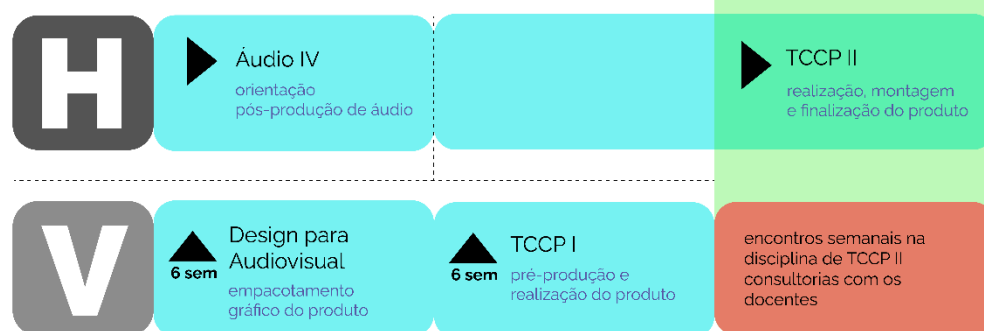 H
Áudio IV
orientação
pós-produção de áudio
TCCP II
realização, montagem
e finalização do produto
V
6 sem
Design para
Audiovisual
empacotamento
gráfico do produto
6 sem
TCCP I
pré-produção e
realização do produto
encontros semanais na
disciplina de TCCP II
consultorias com os
docentes